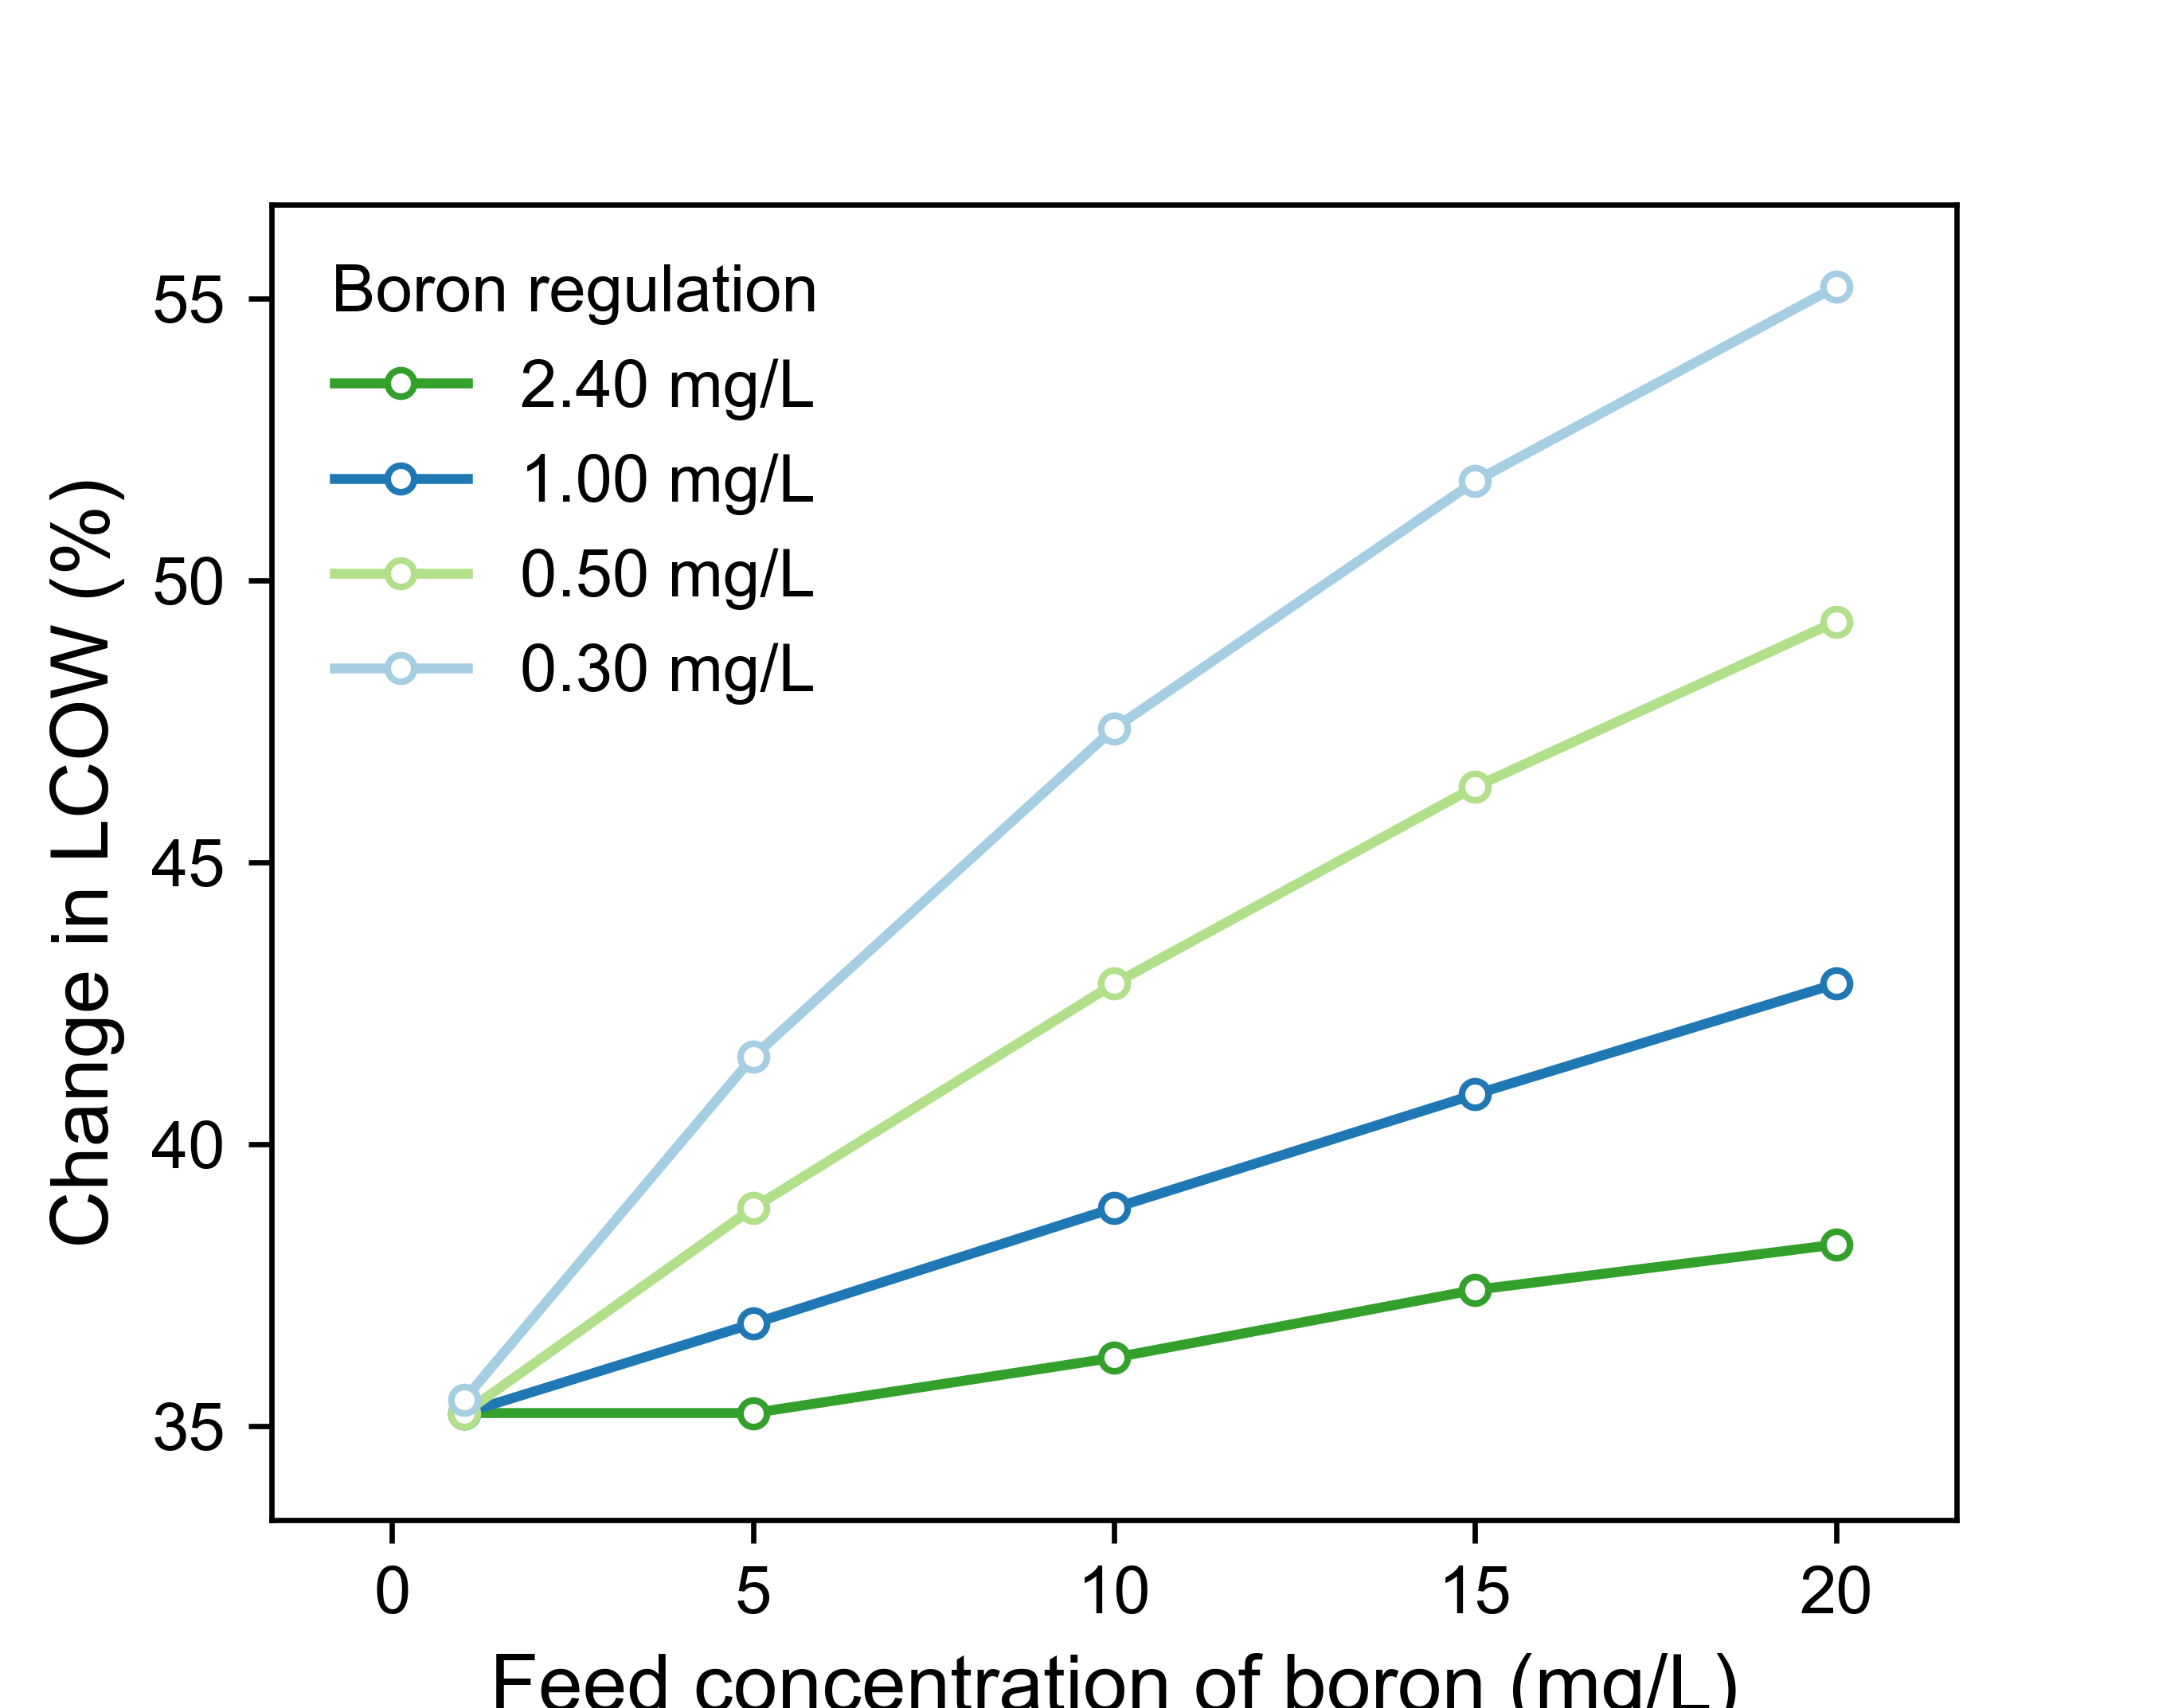 Boron regulation
2.40 mg/L
1.00 mg/L
0.50 mg/L
0.30 mg/L
Change in LCOW (%)
55
50
45
40
35
0 5 10 15 20
Feed concentration of boron (mg/L)